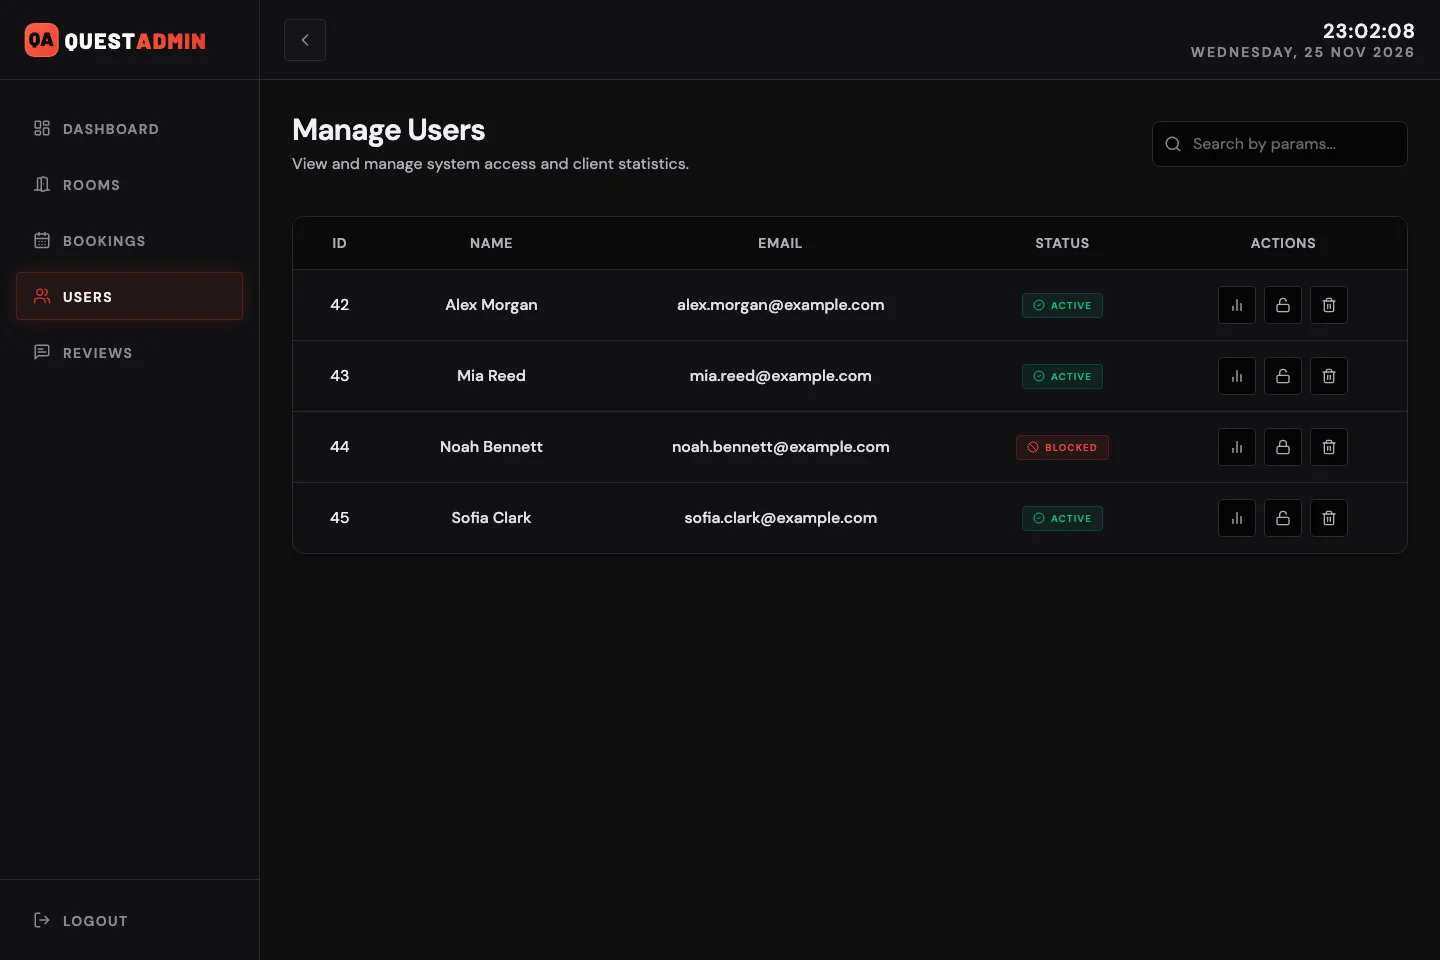 QA QUESTADMIN
23:02:08
WEDNESDAY, 25 NOV 2026
DASHBOARD
ROOMS
BOOKINGS
USERS
REVIEWS
LOGOUT
Manage Users
View and manage system access and client statistics.
Search by params...
ID NAME EMAIL STATUS ACTIONS
42 Alex Morgan alex.morgan@example.com ACTIVE
43 Mia Reed mia.reed@example.com ACTIVE
44 Noah Bennett noah.bennett@example.com BLOCKED
45 Sofia Clark sofia.clark@example.com ACTIVE